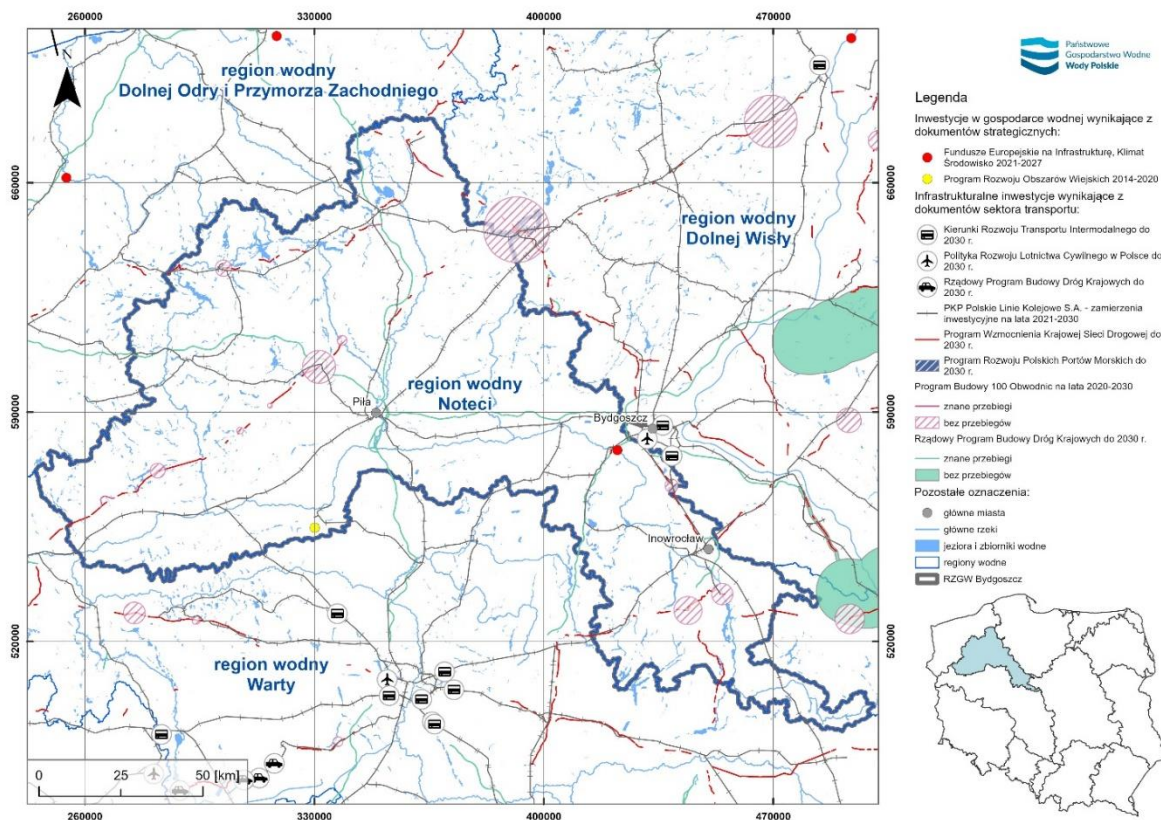 260000 330000 400000 470000
N
region wodny
Dolnej Odry i Przymorza Zachodniego
660000 660000
region wodny
Dolnej Wisły
region wodny
Noteci
Piła
Bydgoszcz
590000 590000
Inowrocław
region wodny
Warty
520000 520000
0 25 50 [km]
260000 330000 400000 470000
Państwowe
Gospodarstwo Wodne
Wody Polskie
Legenda
Inwestycje w gospodarce wodnej wynikające z
dokumentów strategicznych:
Fundusze Europejskie na Infrastrukturę, Klimat
Środowisko 2021-2027
Program Rozwoju Obszarów Wiejskich 2014-2020
Infrastrukturalne inwestycje wynikające z
dokumentów sektora transportu:
Kierunki Rozwoju Transportu Intermodalnego do
2030 r.
Polityka Rozwoju Lotnictwa Cywilnego w Polsce do
2030 r.
Rządowy Program Budowy Dróg Krajowych do
2030 r.
PKP Polskie Linie Kolejowe S.A. - zamierzenia
inwestycyjne na lata 2021-2030
Program Wzmocnienia Krajowej Sieci Drogowej do
2030 r.
Program Rozwoju Polskich Portów Morskich do
2030 r.
Program Budowy 100 Obwodnic na lata 2020-2030
znane przebiegi
bez przebiegów
Rządowy Program Budowy Dróg Krajowych do 2030 r.
znane przebiegi
bez przebiegów
Pozostałe oznaczenia:
główne miasta
główne rzeki
jeziora i zbiorniki wodne
regiony wodne
RZGW Bydgoszcz